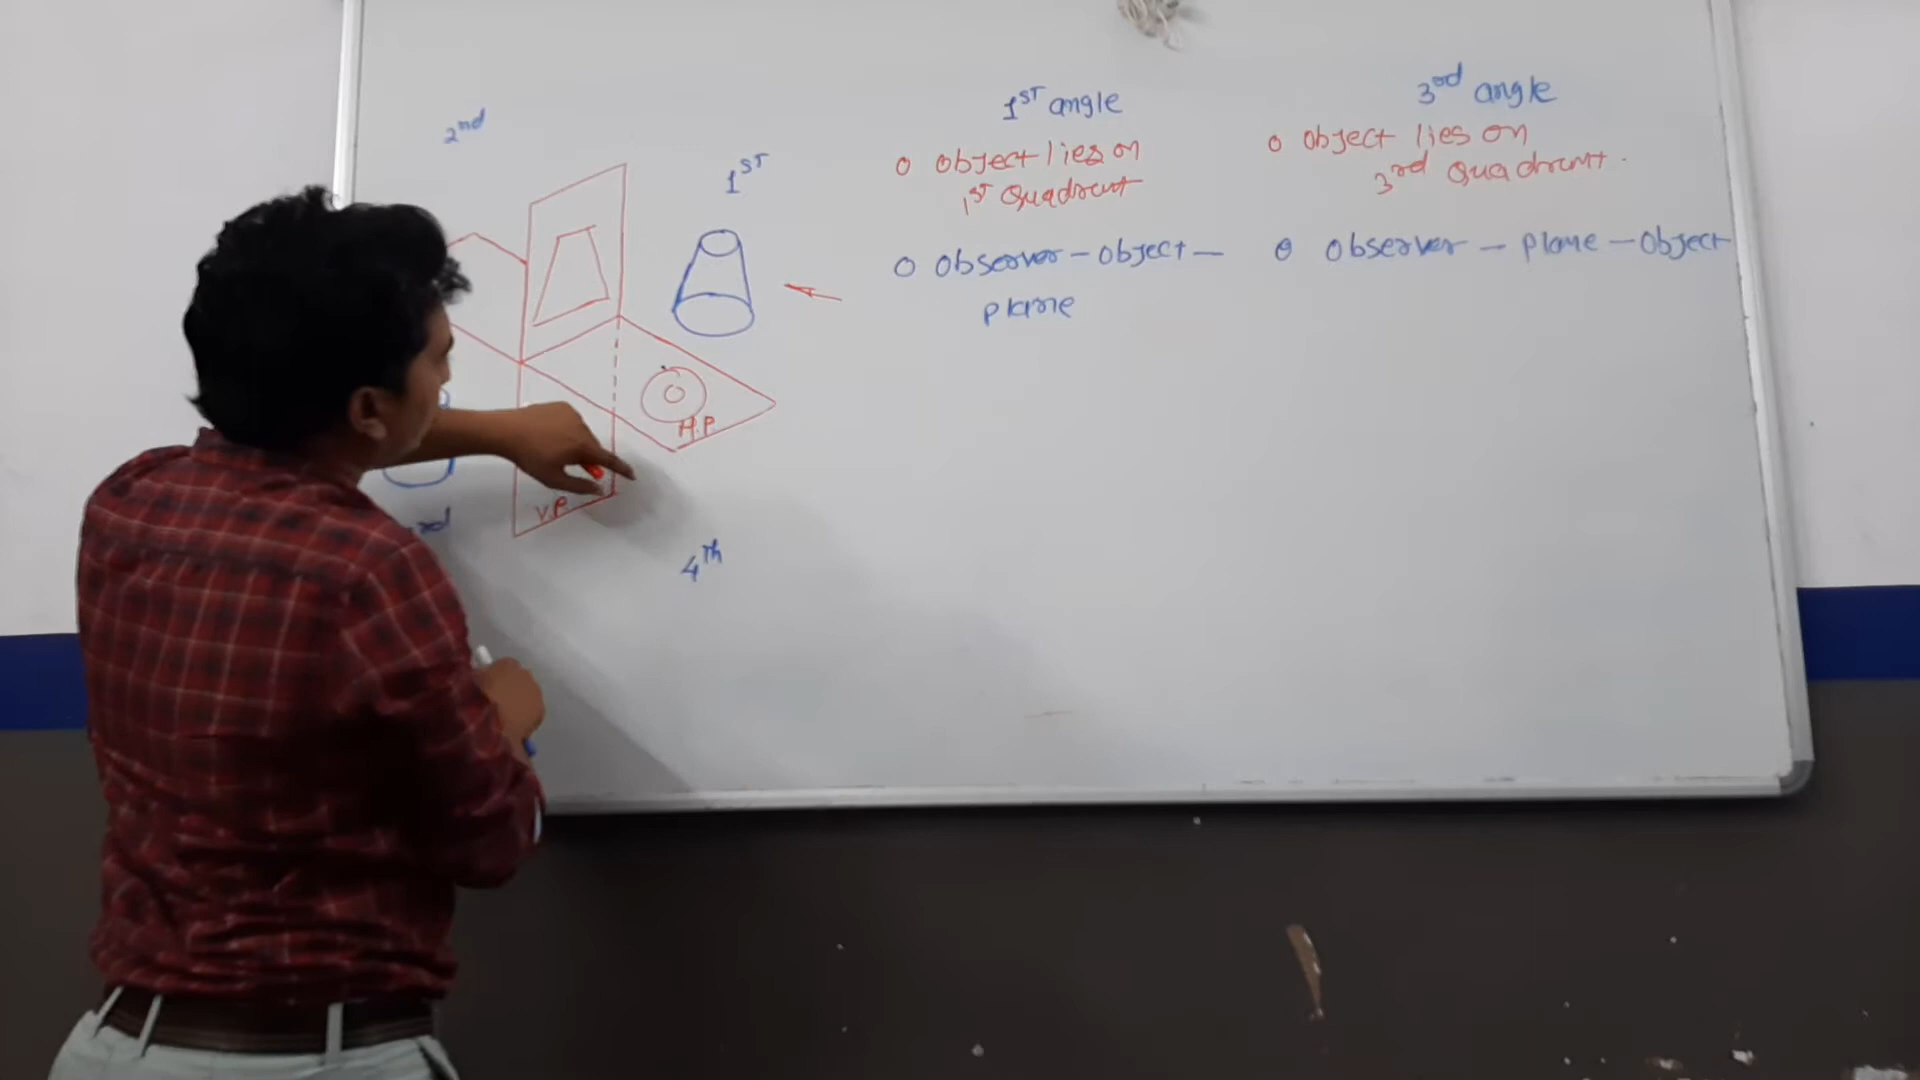 2nd
1ST
H.P.
V.P.
rd
4Th
1ST angle
o object lies on
1ST Quadrant
o observer - object -
plane
3rd angle
o object lies on
3rd Quadrant.
o observer - plane - object